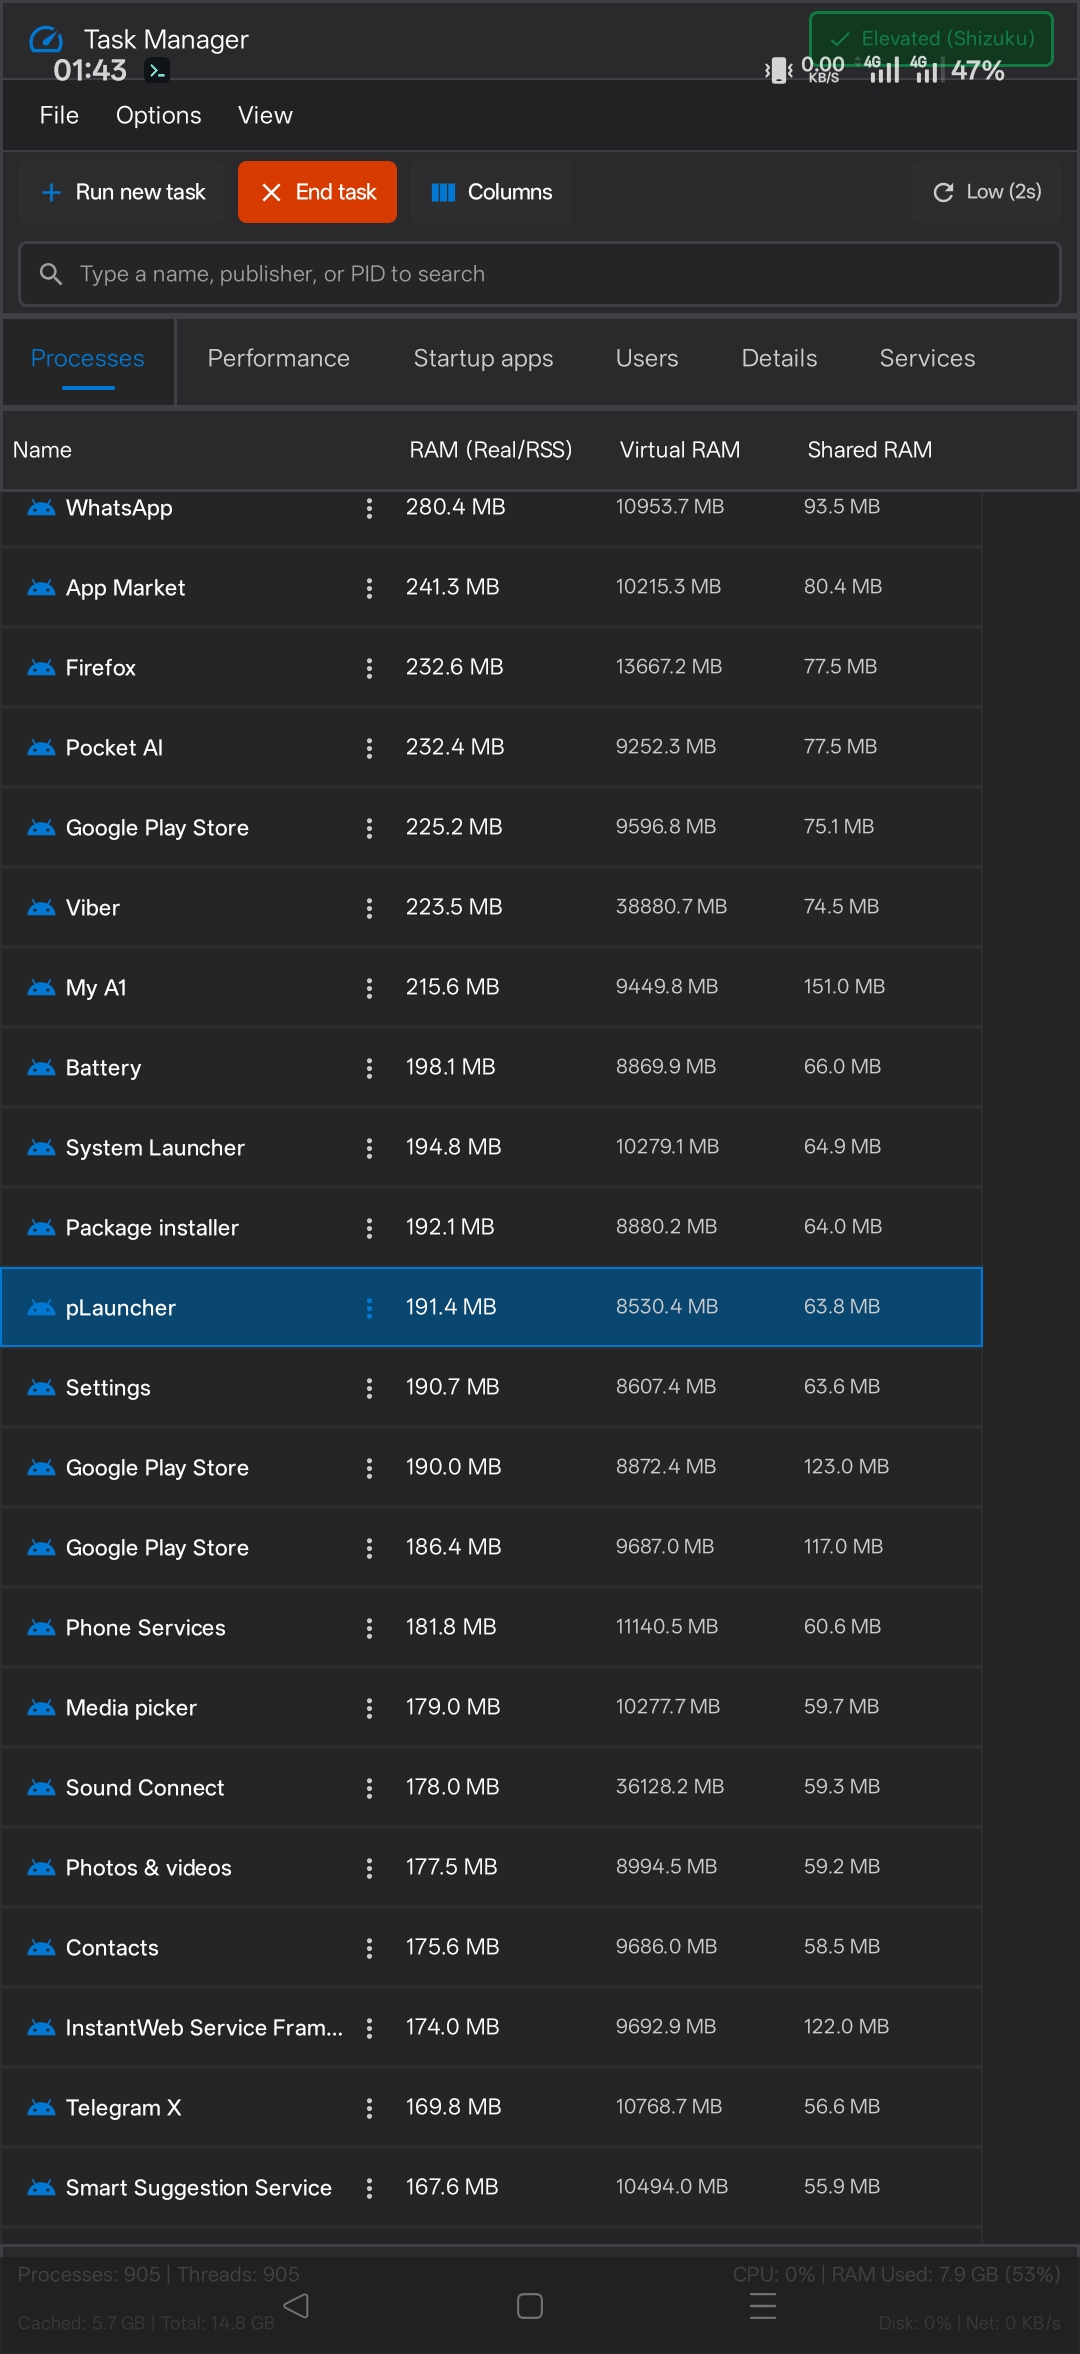 Task Manager
Elevated (Shizuku)
01:43
0.00 KB/S 4G 4G 47%
File Options View
Run new task End task Columns Low (2s)
Type a name, publisher, or PID to search
Processes Performance Startup apps Users Details Services
Name RAM (Real/RSS) Virtual RAM Shared RAM
WhatsApp 280.4 MB 10953.7 MB 93.5 MB
App Market 241.3 MB 10215.3 MB 80.4 MB
Firefox 232.6 MB 13667.2 MB 77.5 MB
Pocket AI 232.4 MB 9252.3 MB 77.5 MB
Google Play Store 225.2 MB 9596.8 MB 75.1 MB
Viber 223.5 MB 38880.7 MB 74.5 MB
My A1 215.6 MB 9449.8 MB 151.0 MB
Battery 198.1 MB 8869.9 MB 66.0 MB
System Launcher 194.8 MB 10279.1 MB 64.9 MB
Package installer 192.1 MB 8880.2 MB 64.0 MB
pLauncher 191.4 MB 8530.4 MB 63.8 MB
Settings 190.7 MB 8607.4 MB 63.6 MB
Google Play Store 190.0 MB 8872.4 MB 123.0 MB
Google Play Store 186.4 MB 9687.0 MB 117.0 MB
Phone Services 181.8 MB 11140.5 MB 60.6 MB
Media picker 179.0 MB 10277.7 MB 59.7 MB
Sound Connect 178.0 MB 36128.2 MB 59.3 MB
Photos & videos 177.5 MB 8994.5 MB 59.2 MB
Contacts 175.6 MB 9686.0 MB 58.5 MB
InstantWeb Service Fram... 174.0 MB 9692.9 MB 122.0 MB
Telegram X 169.8 MB 10768.7 MB 56.6 MB
Smart Suggestion Service 167.6 MB 10494.0 MB 55.9 MB
Processes: 905 | Threads: 905 CPU: 0% | RAM Used: 7.9 GB (53%)
Cached: 5.7 GB | Total: 14.8 GB Disk: 0% | Net: 0 KB/s